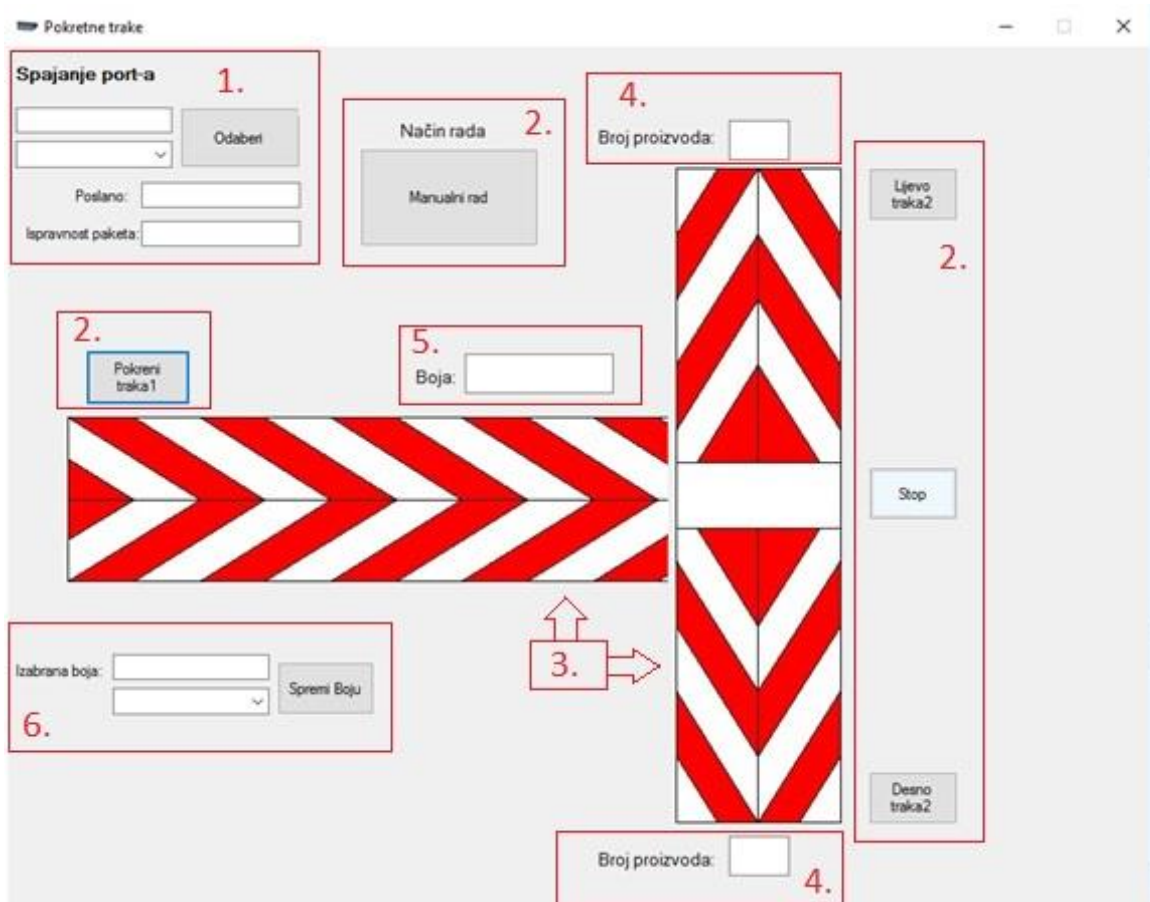 Pokretne trake
Spajanje port-a
1.
Odaberi
Poslano:
Ispravnost paketa:
Način rada
2.
Manualni rad
4.
Broj proizvoda:
Lijevo
traka2
2.
2.
Pokreni
traka1
5.
Boja:
Stop
3.
Izabrana boja:
Spremi Boju
6.
Desno
traka2
Broj proizvoda:
4.